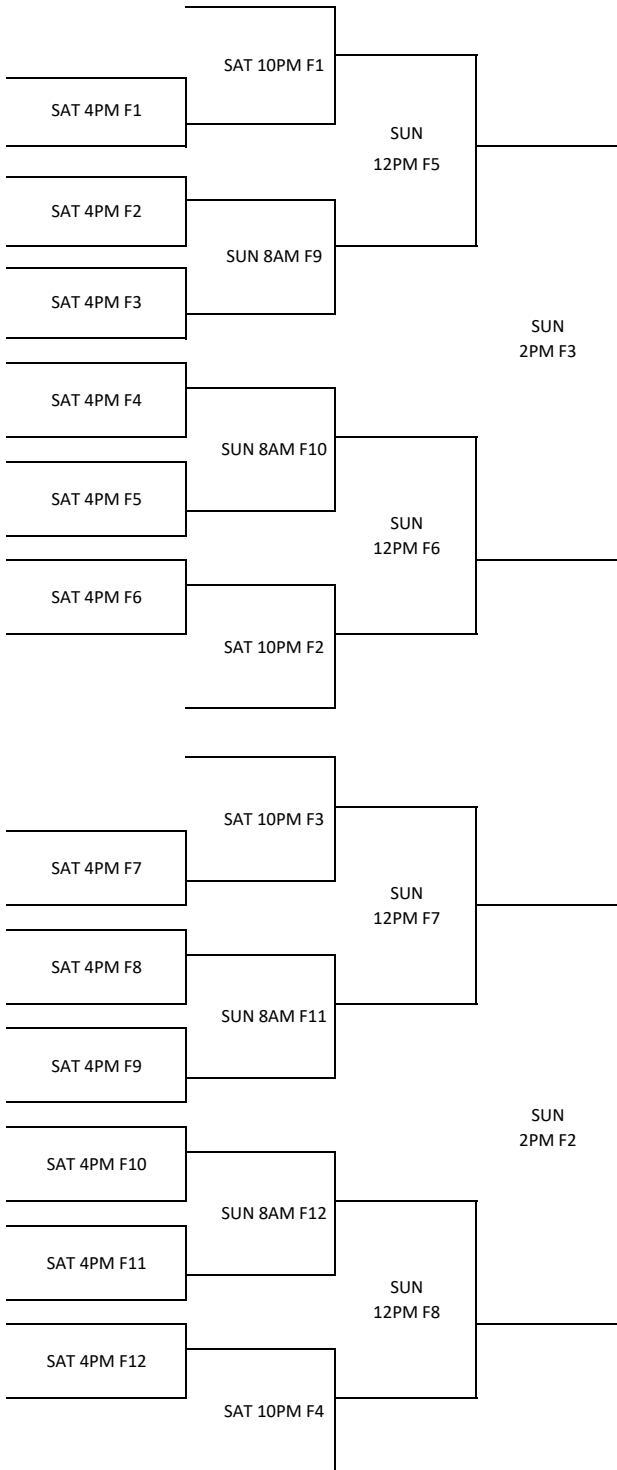 SAT 10PM F1
SAT 4PM F1
SUN
12PM F5
SAT 4PM F2
SUN 8AM F9
SAT 4PM F3
SUN
2PM F3
SAT 4PM F4
SUN 8AM F10
SAT 4PM F5
SUN
12PM F6
SAT 4PM F6
SAT 10PM F2
SAT 10PM F3
SAT 4PM F7
SUN
12PM F7
SAT 4PM F8
SUN 8AM F11
SAT 4PM F9
SUN
2PM F2
SAT 4PM F10
SUN 8AM F12
SAT 4PM F11
SUN
12PM F8
SAT 4PM F12
SAT 10PM F4